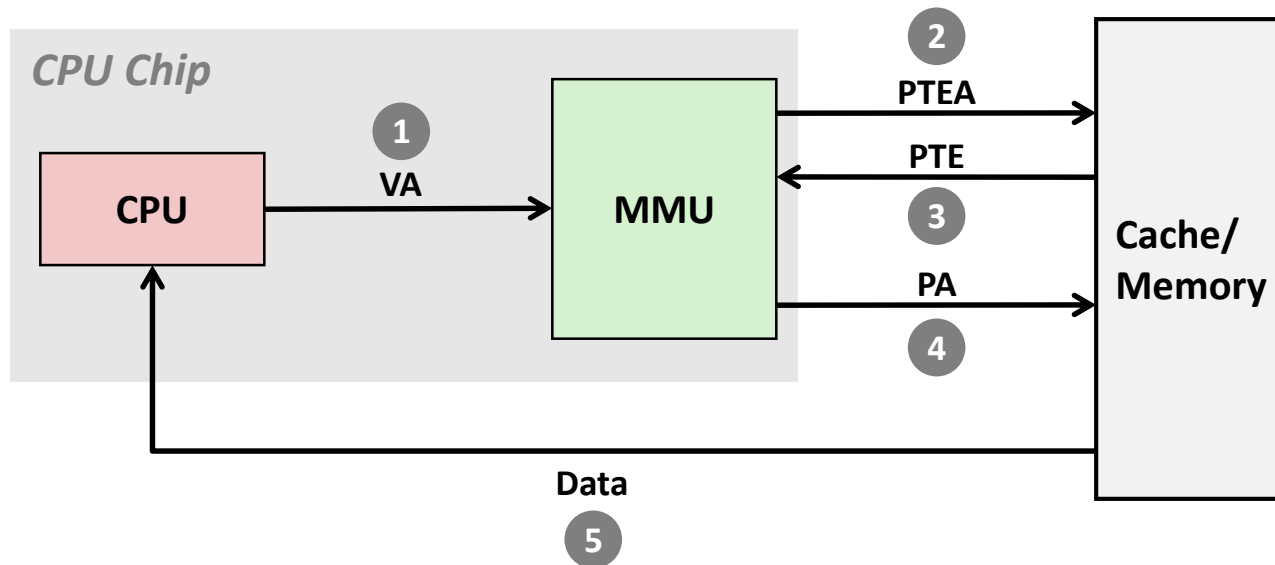 2
CPU Chip
PTEA
1
PTE
VA
CPU
MMU
3
Cache/
Memory
PA
4
Data
5